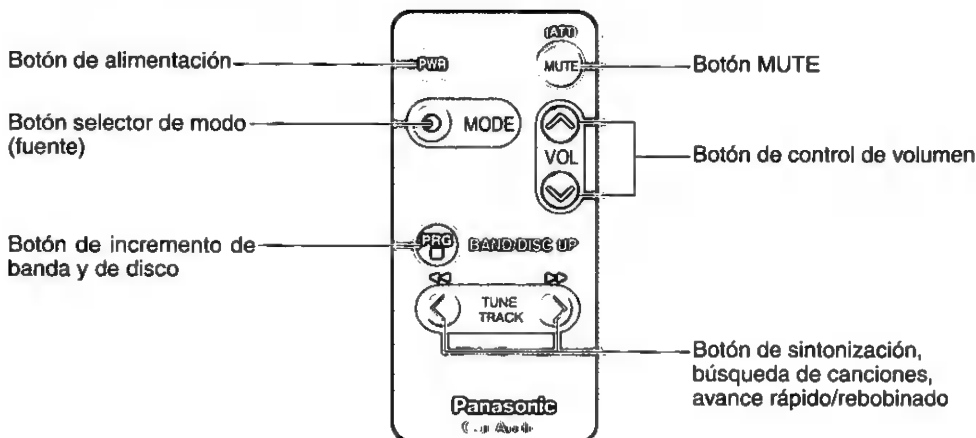 Botón de alimentación
PWR
(ATT)
MUTE
Botón MUTE
Botón selector de modo
(fuente)
MODE
VOL
Botón de control de volumen
Botón de incremento de
banda y de disco
PRG
BAND/DISC UP
TUNE
TRACK
Botón de sintonización,
búsqueda de canciones,
avance rápido/rebobinado
Panasonic
Car Audio